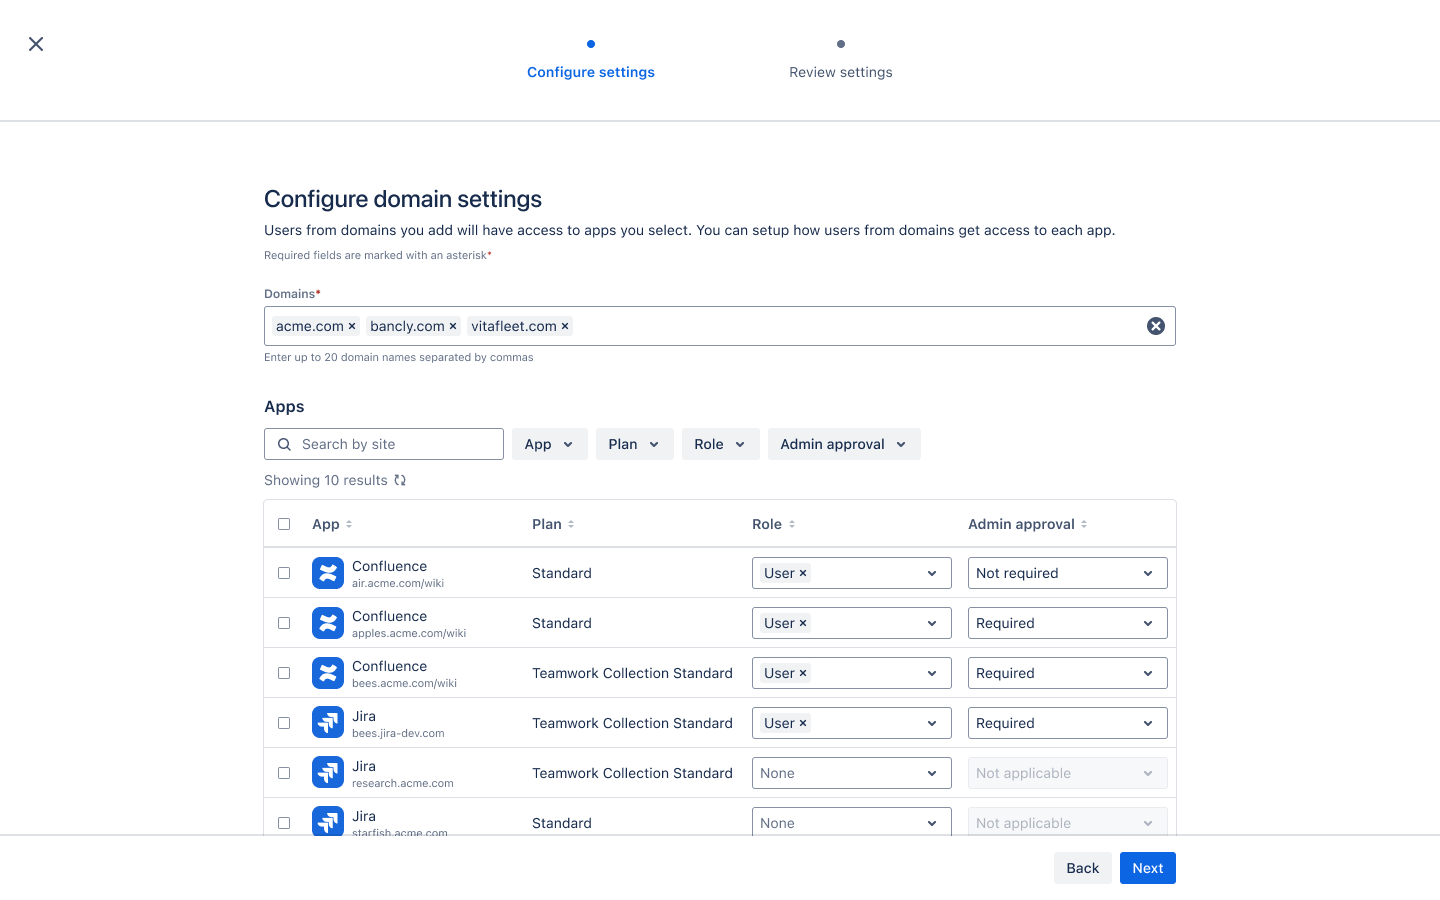 Configure settings
Review settings
Configure domain settings
Users from domains you add will have access to apps you select. You can setup how users from domains get access to each app.
Required fields are marked with an asterisk*
Domains*
acme.com × bancly.com × vitafleet.com ×
Enter up to 20 domain names separated by commas
Apps
Search by site App Plan Role Admin approval
Showing 10 results
App Plan Role Admin approval
Confluence
air.acme.com/wiki
Standard User × Not required
Confluence
apples.acme.com/wiki
Standard User × Required
Confluence
bees.acme.com/wiki
Teamwork Collection Standard User × Required
Jira
bees.jira-dev.com
Teamwork Collection Standard User × Required
Jira
research.acme.com
Teamwork Collection Standard None Not applicable
Jira
starfish.acme.com
Standard None Not applicable
Back Next